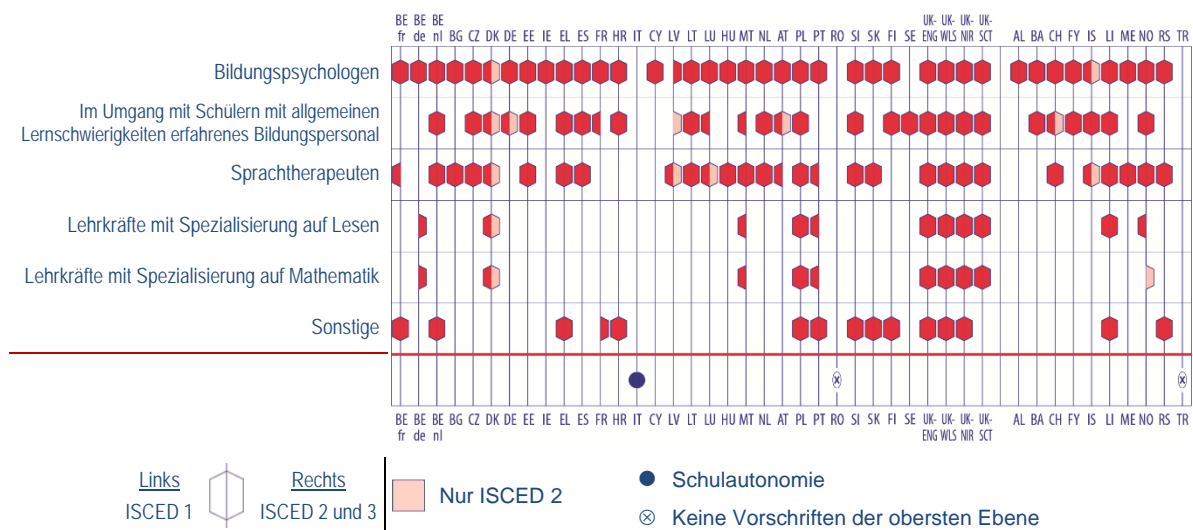 BE BE BE UK- UK- UK- UK-
fr de nl BG CZ DK DE EE IE EL ES FR HR IT CY LV LT LU HU MT NL AT PL PT RO SI SK FI SE ENG WLS NIR SCT AL BA CH FY IS LI ME NO RS TR
Bildungspsychologen
Im Umgang mit Schülern mit allgemeinen
Lernschwierigkeiten erfahrenes Bildungspersonal
Sprachtherapeuten
Lehrkräfte mit Spezialisierung auf Lesen
Lehrkräfte mit Spezialisierung auf Mathematik
Sonstige
BE BE BE BG CZ DK DE EE IE EL ES FR HR IT CY LV LT LU HU MT NL AT PL PT RO SI SK FI SE UK- UK- UK- UK- AL BA CH FY IS LI ME NO RS TR
fr de nl ENG WLS NIR SCT
Links Rechts
ISCED 1 ISCED 2 und 3
Nur ISCED 2
● Schulautonomie
⊗ Keine Vorschriften der obersten Ebene